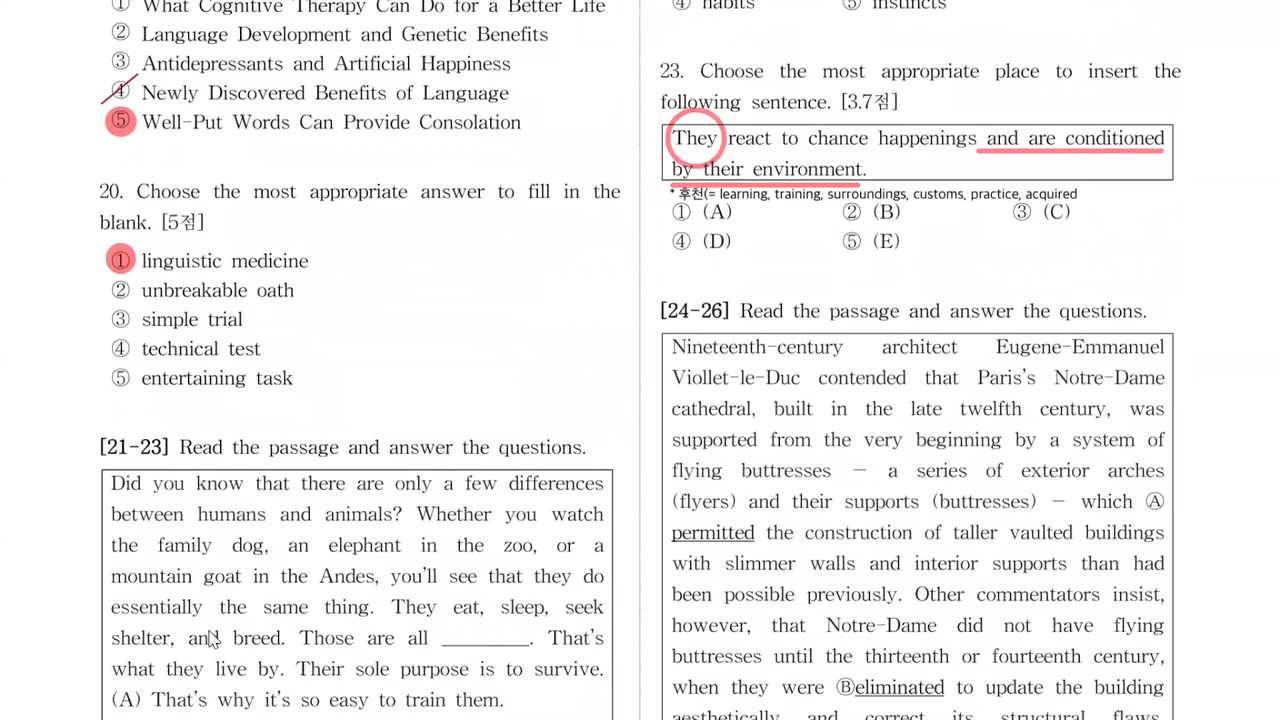 ① What Cognitive Therapy Can Do for a Better Life
② Language Development and Genetic Benefits
③ Antidepressants and Artificial Happiness
④ Newly Discovered Benefits of Language
⑤ Well-Put Words Can Provide Consolation
20. Choose the most appropriate answer to fill in the
blank. [5점]
① linguistic medicine
② unbreakable oath
③ simple trial
④ technical test
⑤ entertaining task
[21-23] Read the passage and answer the questions.
Did you know that there are only a few differences
between humans and animals? Whether you watch
the family dog, an elephant in the zoo, or a
mountain goat in the Andes, you'll see that they do
essentially the same thing. They eat, sleep, seek
shelter, and breed. Those are all ________. That's
what they live by. Their sole purpose is to survive.
(A) That's why it's so easy to train them.
④ habits ⑤ instincts
23. Choose the most appropriate place to insert the
following sentence. [3.7점]
They react to chance happenings and are conditioned
by their environment.
* 후천(= learning, training, surroundings, customs, practice, acquired
① (A) ② (B) ③ (C)
④ (D) ⑤ (E)
[24-26] Read the passage and answer the questions.
Nineteenth-century architect Eugene-Emmanuel
Viollet-le-Duc contended that Paris's Notre-Dame
cathedral, built in the late twelfth century, was
supported from the very beginning by a system of
flying buttresses - a series of exterior arches
(flyers) and their supports (buttresses) - which Ⓐ
permitted the construction of taller vaulted buildings
with slimmer walls and interior supports than had
been possible previously. Other commentators insist,
however, that Notre-Dame did not have flying
buttresses until the thirteenth or fourteenth century,
when they were Ⓑeliminated to update the building
aesthetically and correct its structural flaws.